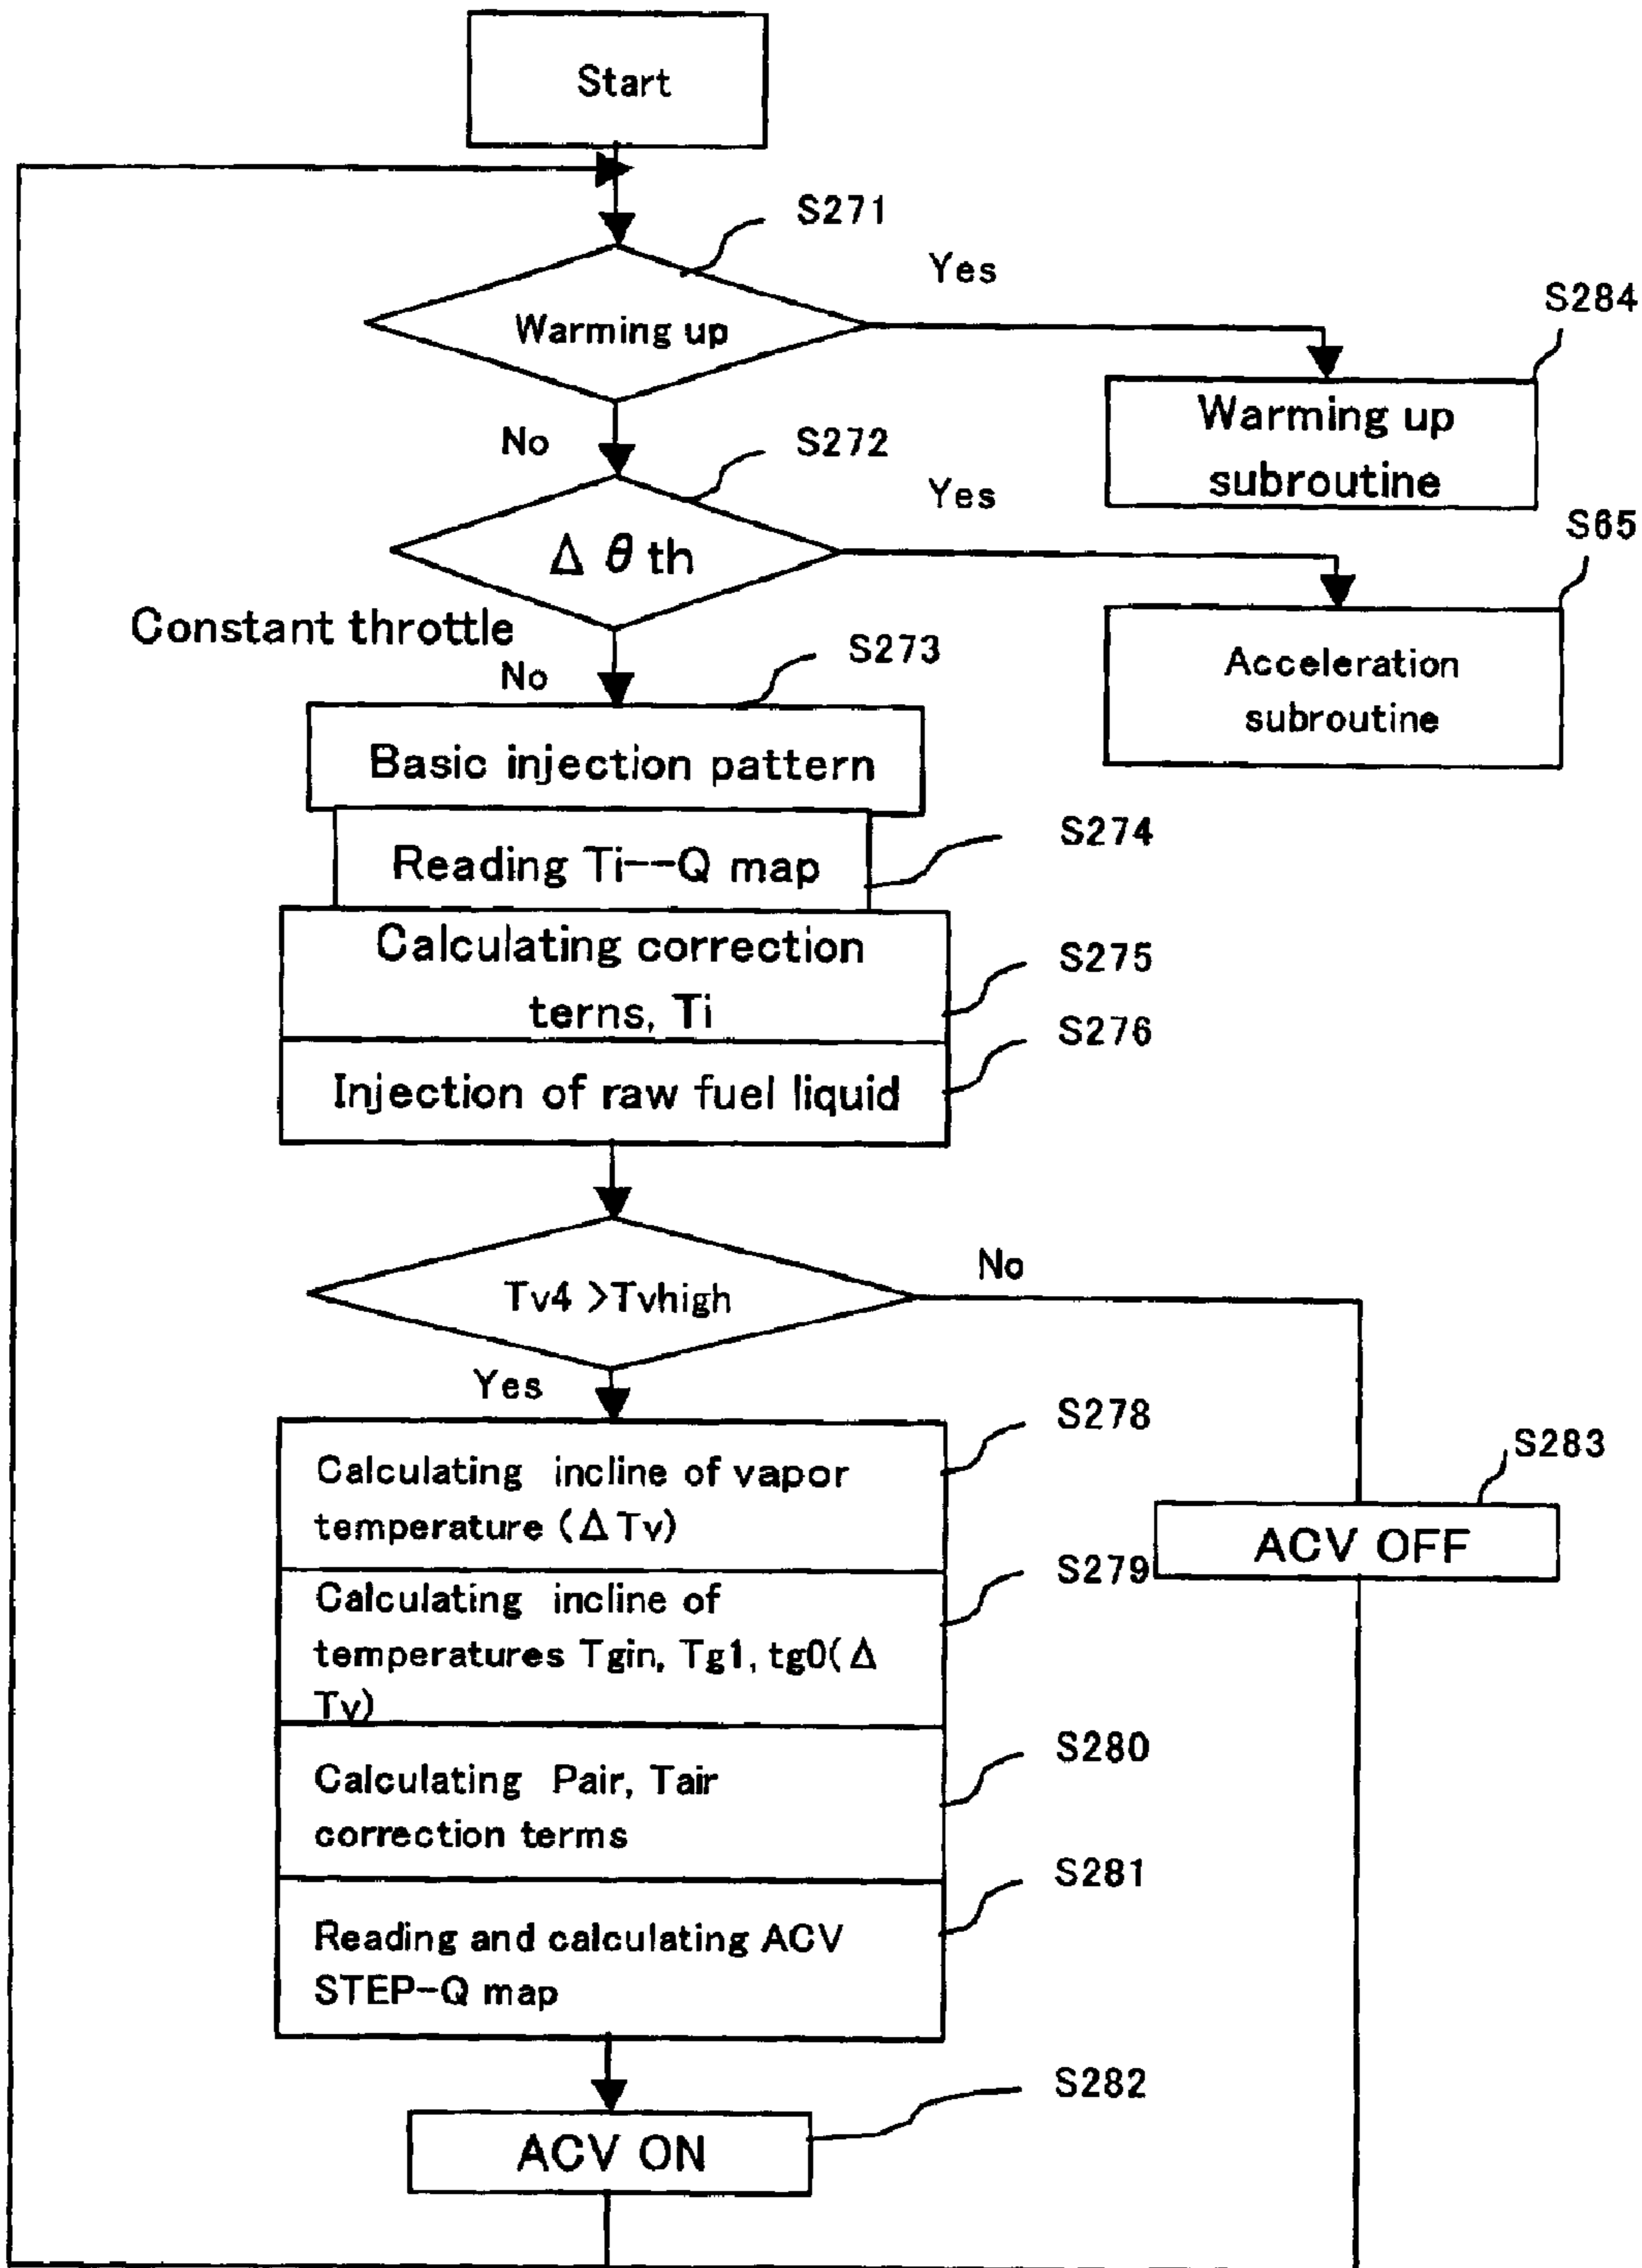 Start
S271
Yes
Warming up
S284
Warming up
subroutine
No
S272
Yes
Δ θ th
S65
Constant throttle
Acceleration
subroutine
No
S273
Basic injection pattern
S274
Reading Ti--Q map
Calculating correction
terns, Ti
S275
S276
Injection of raw fuel liquid
No
Tv4 >Tvhigh
Yes
S278
Calculating incline of vapor
temperature (Δ Tv)
S283
ACV OFF
S279
Calculating incline of
temperatures Tgin, Tg1, tg0(Δ
Tv)
S280
Calculating Pair, Tair
correction terms
S281
Reading and calculating ACV
STEP-Q map
S282
ACV ON